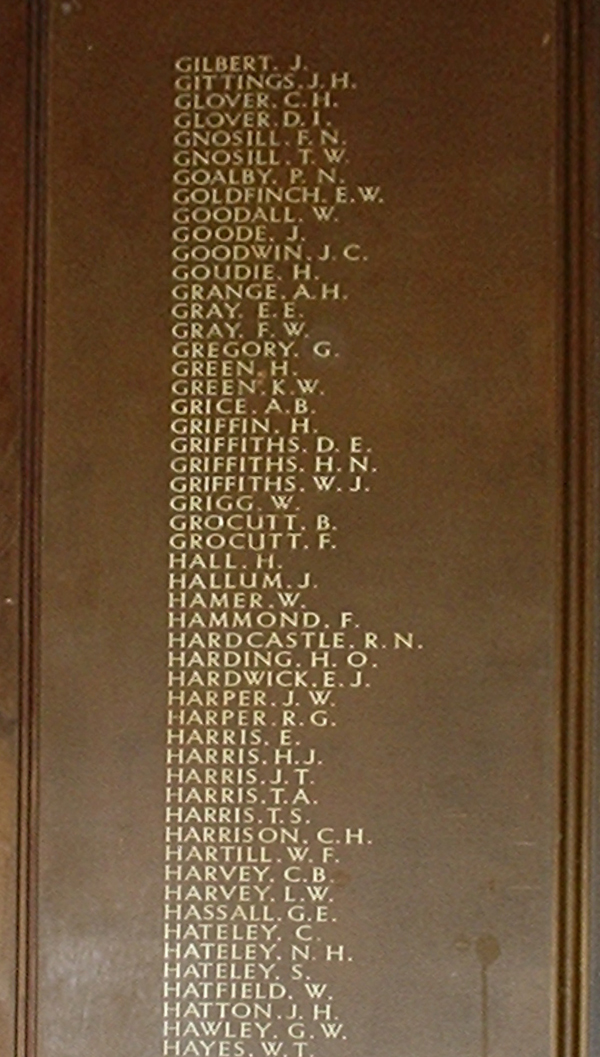 GILBERT. J.
GITTINGS. J. H.
GLOVER. C. H.
GLOVER. D. I.
GNOSILL. F. N.
GNOSILL. T. W.
GOALBY. P. N.
GOLDFINCH. E. W.
GOODALL. W.
GOODE. J.
GOODWIN. J. C.
GOUDIE. H.
GRANGE. A. H.
GRAY. E. E.
GRAY. F. W.
GREGORY. G.
GREEN. H.
GREEN. K. W.
GRICE. A. B.
GRIFFIN. H.
GRIFFITHS. D. E.
GRIFFITHS. H. N.
GRIFFITHS. W. J.
GRIGG. W.
GROCUTT. B.
GROCUTT. F.
HALL. H.
HALLUM. J.
HAMER. W.
HAMMOND. F.
HARDCASTLE. R. N.
HARDING. H. O.
HARDWICK. E. J.
HARPER. J. W.
HARPER. R. G.
HARRIS. E.
HARRIS. H. J.
HARRIS. J. T.
HARRIS. T. A.
HARRIS. T. S.
HARRISON. C. H.
HARTILL. W. F.
HARVEY. C. B.
HARVEY. L. W.
HASSALL. G. E.
HATELEY. C.
HATELEY. N. H.
HATELEY. S.
HATFIELD. W.
HATTON. J. H.
HAWLEY. G. W.
HAYES. W. T.